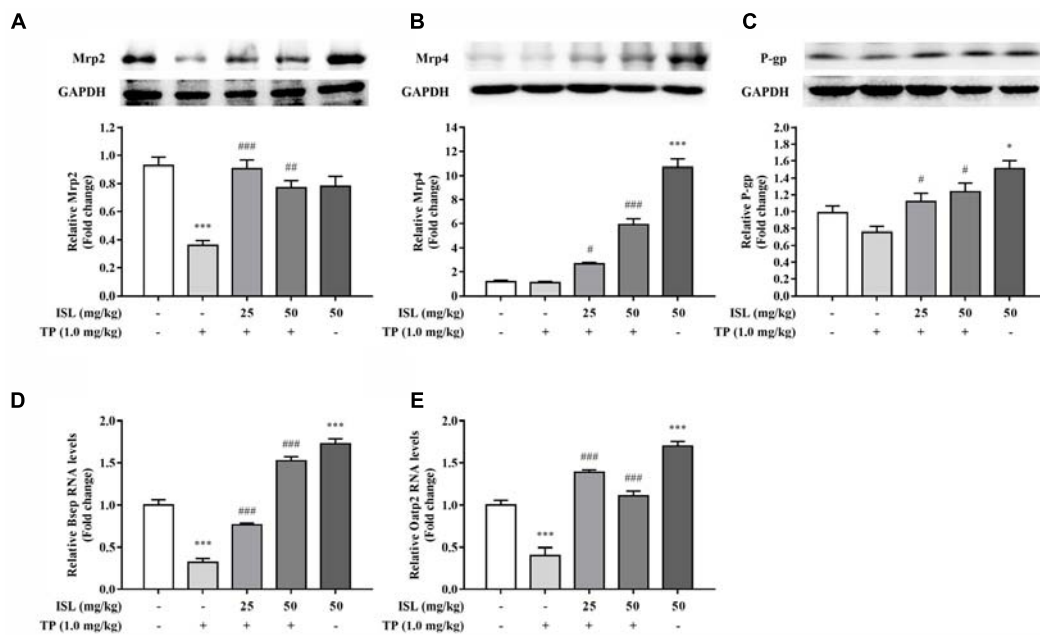 A
Mrp2
GAPDH
Relative Mrp2
(Fold change)
1.2
1.0
0.8
0.6
0.4
0.2
0.0
***
###
##
ISL (mg/kg) - - 25 50 50
TP (1.0 mg/kg) - + + + -
B
Mrp4
GAPDH
Relative Mrp4
(Fold change)
14
12
10
8
6
4
2
0
#
###
***
ISL (mg/kg) - - 25 50 50
TP (1.0 mg/kg) - + + + -
C
P-gp
GAPDH
Relative P-gp
(Fold change)
1.8
1.6
1.4
1.2
1.0
0.8
0.6
0.4
0.2
0.0
#
#
*
ISL (mg/kg) - - 25 50 50
TP (1.0 mg/kg) - + + + -
D
Relative Bsep RNA levels
(Fold change)
2.0
1.5
1.0
0.5
0.0
***
###
###
***
ISL (mg/kg) - - 25 50 50
TP (1.0 mg/kg) - + + + -
E
Relative Oatp2 RNA levels
(Fold change)
2.0
1.5
1.0
0.5
0.0
***
###
###
***
ISL (mg/kg) - - 25 50 50
TP (1.0 mg/kg) - + + + -